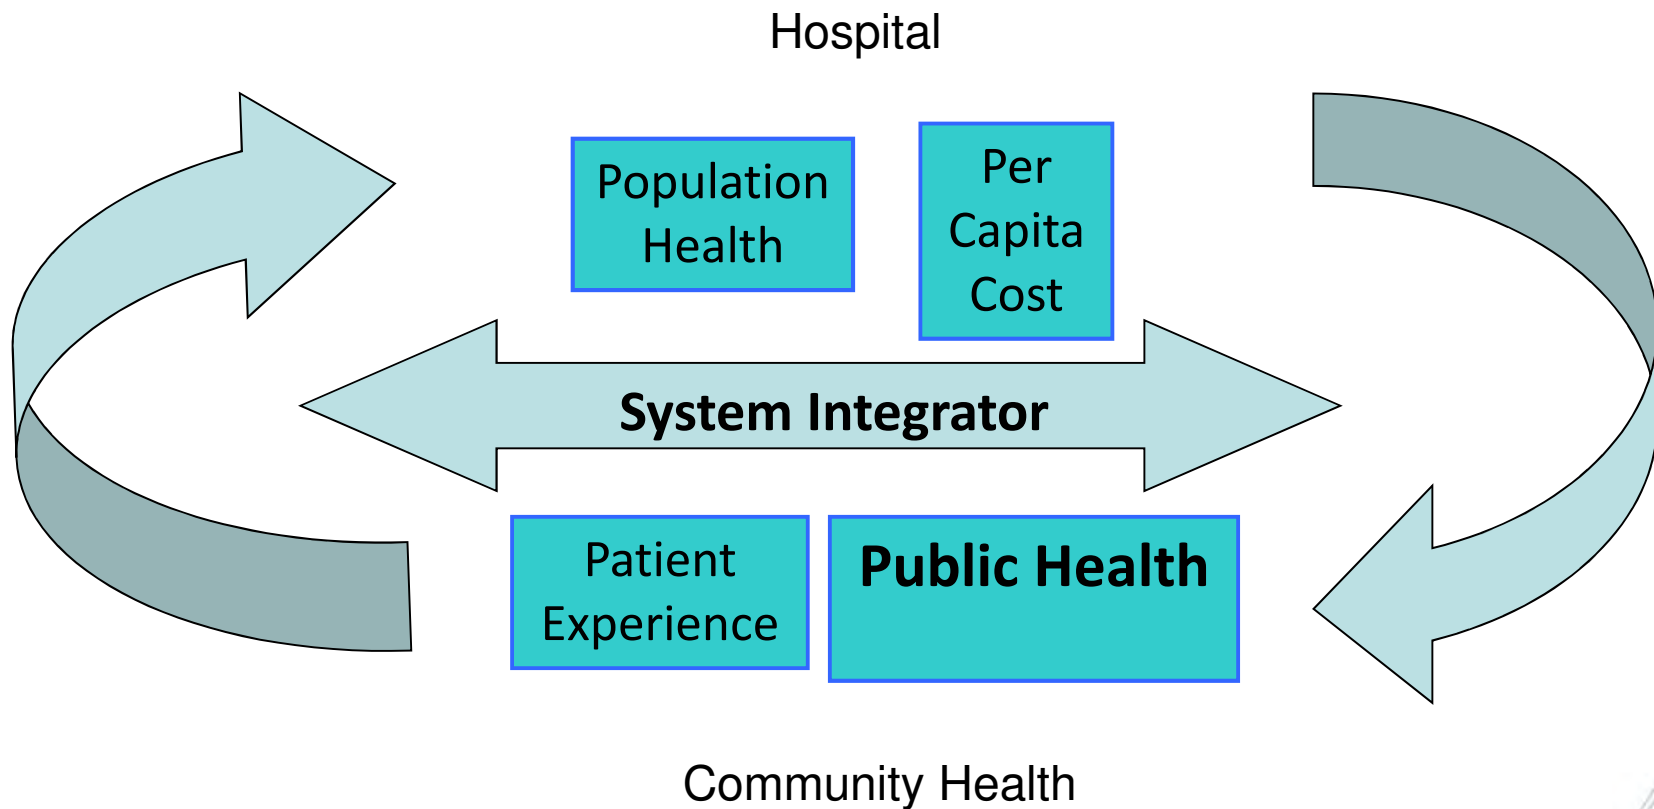 Hospital
Population
Health
Per
Capita
Cost
System Integrator
Patient
Experience
Public Health
Community Health